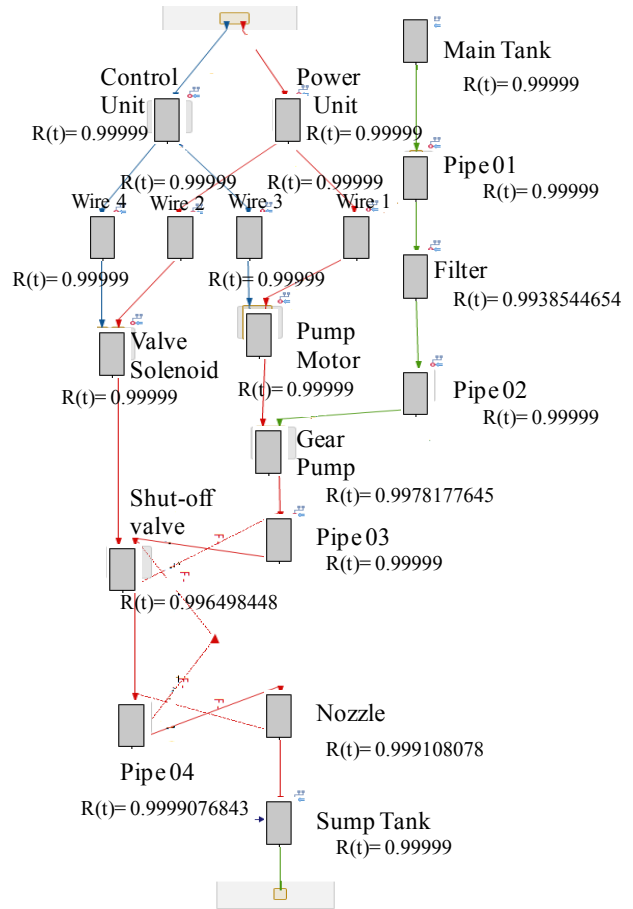 Control
Unit
R(t)= 0.99999
Power
Unit
R(t)= 0.99999
Main Tank
R(t)= 0.99999
Pipe 01
R(t)= 0.99999
R(t)= 0.99999
R(t)= 0.99999
Wire 4
Wire 2
Wire 3
Wire 1
R(t)= 0.99999
R(t)= 0.99999
Filter
R(t)= 0.9938544654
Valve
Solenoid
R(t)= 0.99999
Pump
Motor
R(t)= 0.99999
Pipe 02
R(t)= 0.99999
Gear
Pump
R(t)= 0.9978177645
Shut-off
valve
R(t)= 0.996498448
Pipe 03
R(t)= 0.99999
Nozzle
R(t)= 0.999108078
Pipe 04
R(t)= 0.9999076843
Sump Tank
R(t)= 0.99999